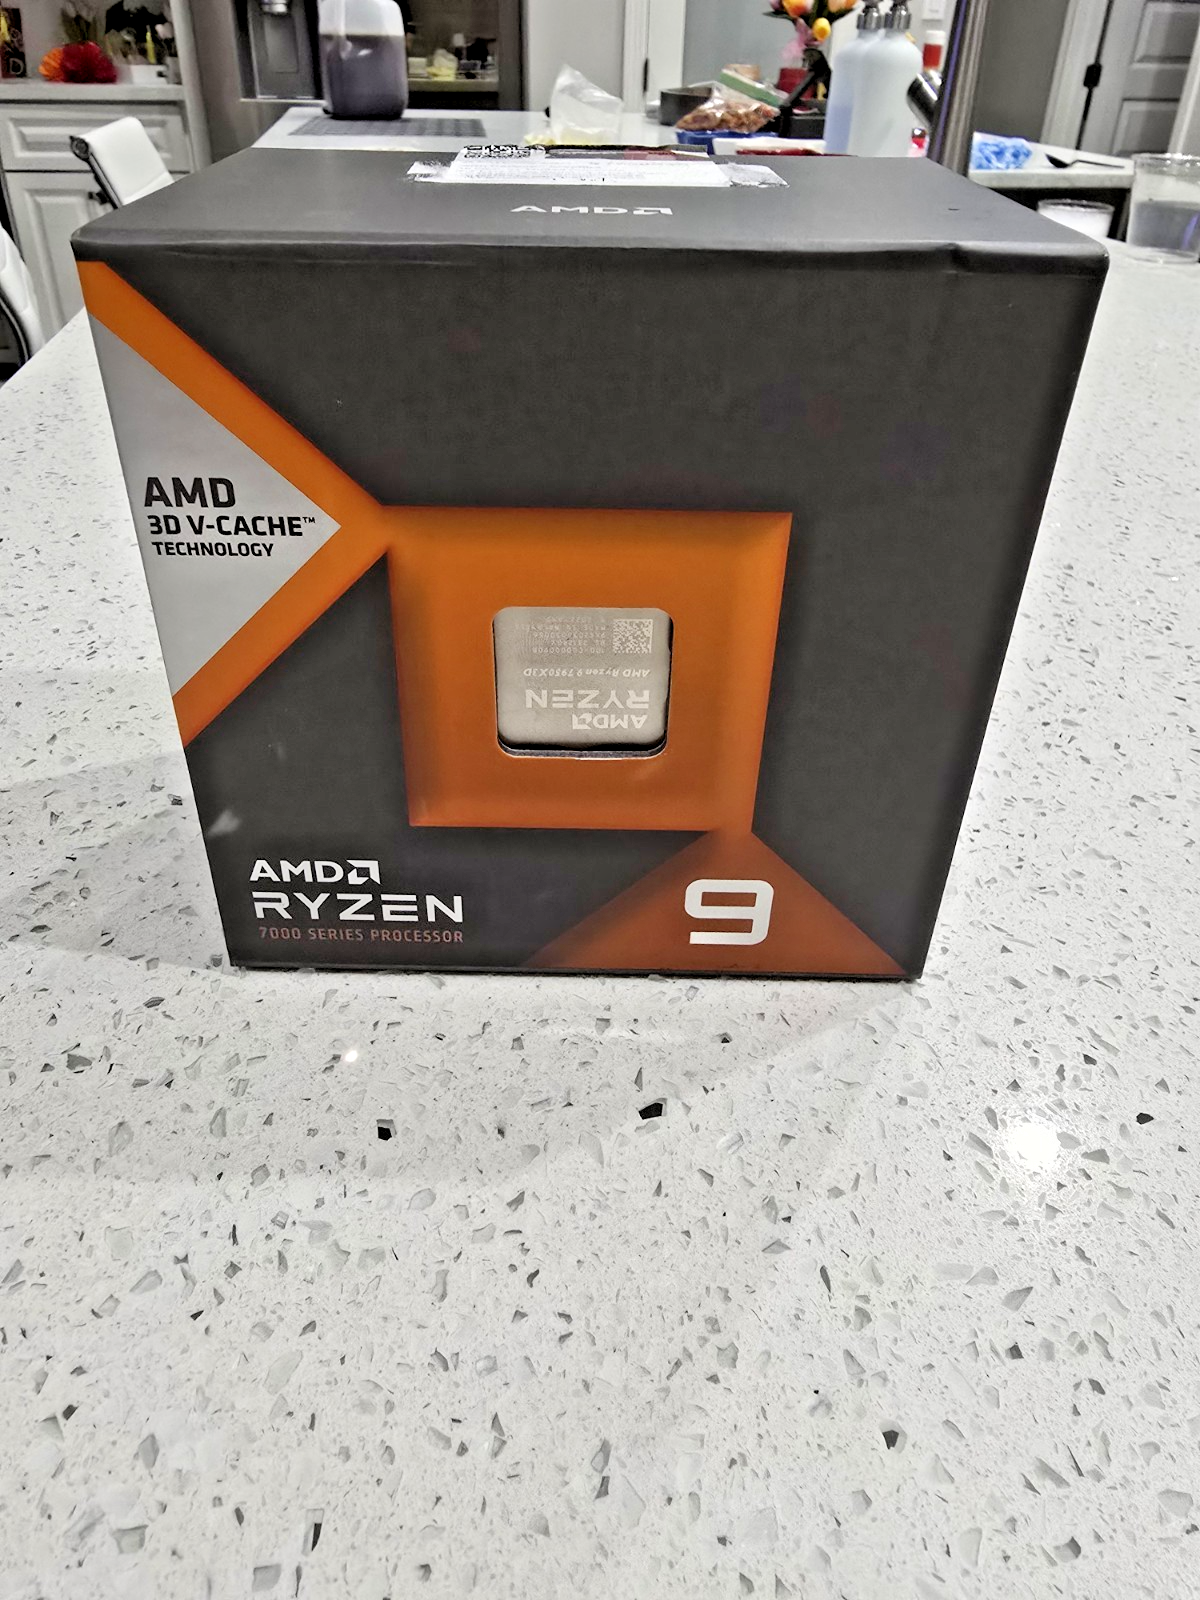 AMD
AMD
3D V-CACHE™
TECHNOLOGY
AMD Ryzen 9 7950X3D
RYZEN
AMD
AMD
RYZEN
7000 SERIES PROCESSOR
9